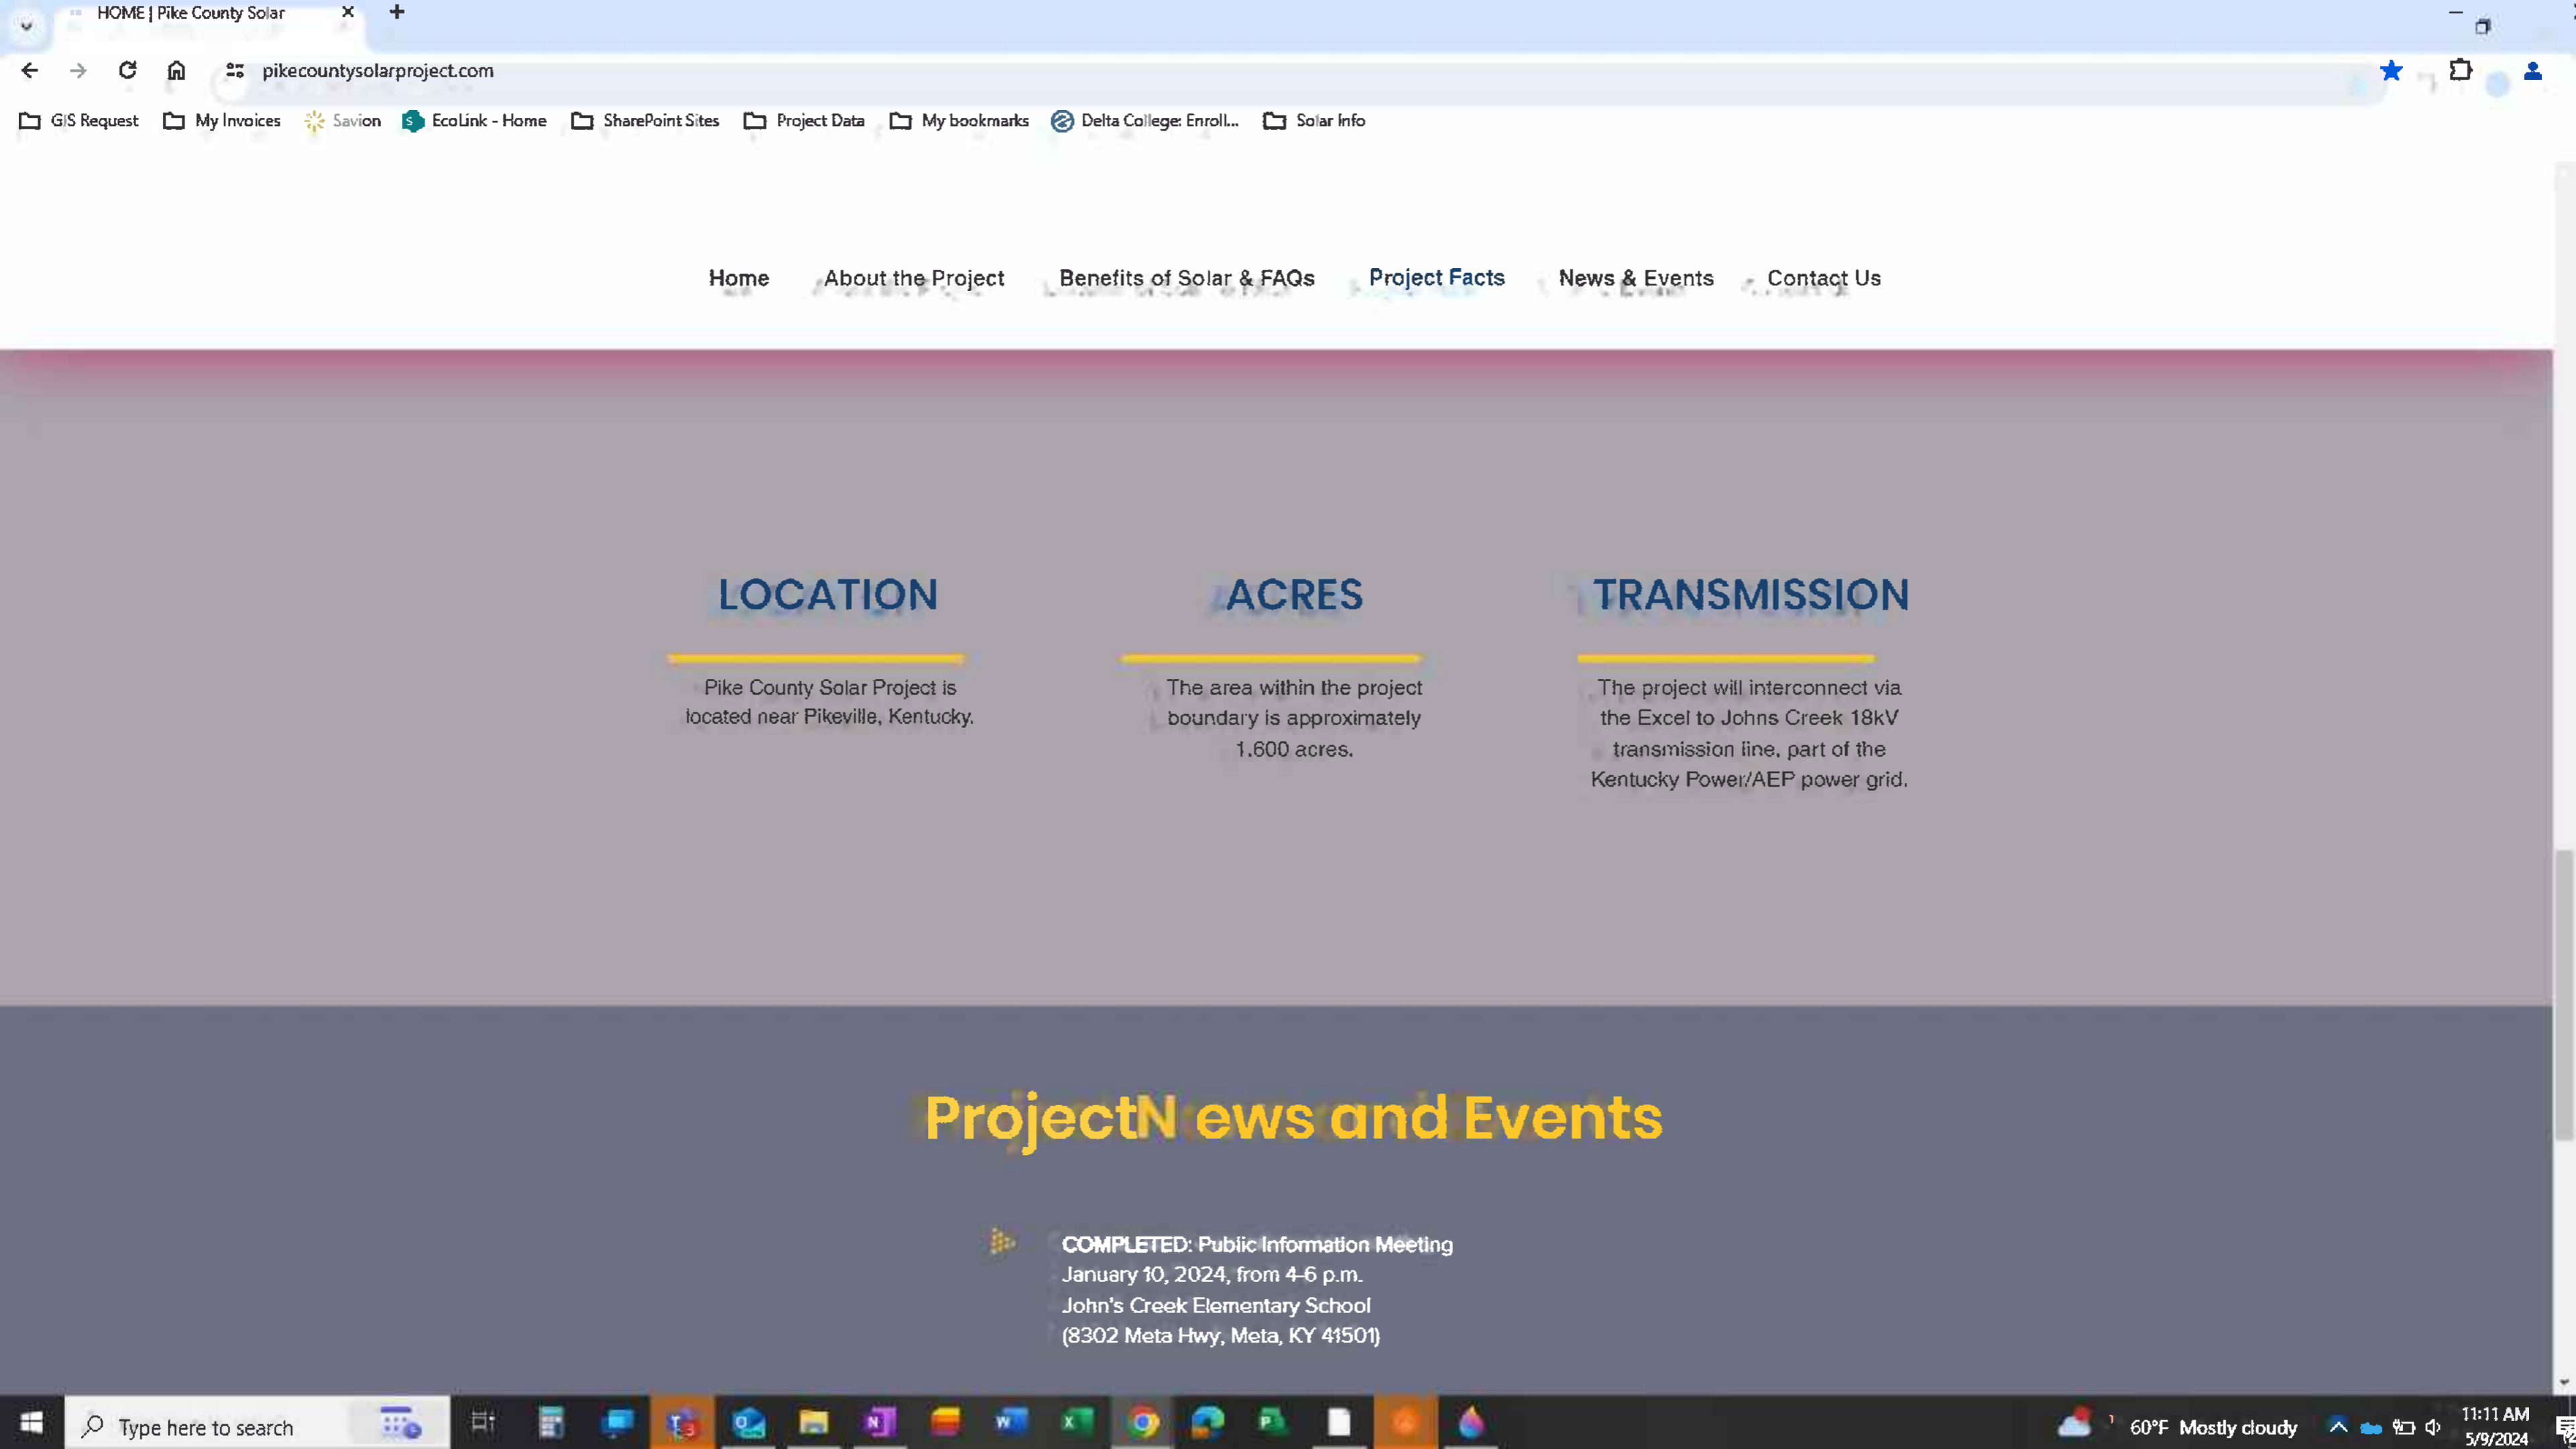 HOME | Pike County Solar
pikecountysolarproject.com
GIS Request My Invoices Savion EcoLink - Home SharePoint Sites Project Data My bookmarks Delta College: Enroll... Solar Info
Home About the Project Benefits of Solar & FAQs Project Facts News & Events Contact Us
LOCATION
Pike County Solar Project is
located near Pikeville, Kentucky.
ACRES
The area within the project
boundary is approximately
1.600 acres.
TRANSMISSION
The project will interconnect via
the Excel to Johns Creek 18kV
transmission line, part of the
Kentucky Power/AEP power grid.
ProjectN ews and Events
COMPLETED: Public Information Meeting
January 10, 2024, from 4-6 p.m.
John's Creek Elementary School
(8302 Meta Hwy, Meta, KY 41501)
Type here to search
60°F Mostly cloudy
11:11 AM
5/9/2024